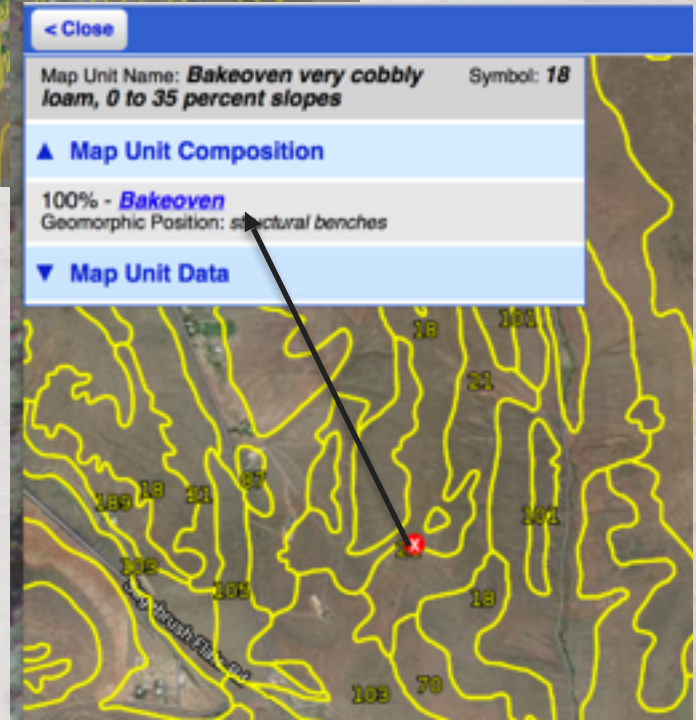 < Close
Map Unit Name: Bakeoven very cobbly Symbol: 18
loam, 0 to 35 percent slopes
▲ Map Unit Composition
100% - Bakeoven
Geomorphic Position: structural benches
▼ Map Unit Data
18
101
21
87
18
189
101
18
105
103
70